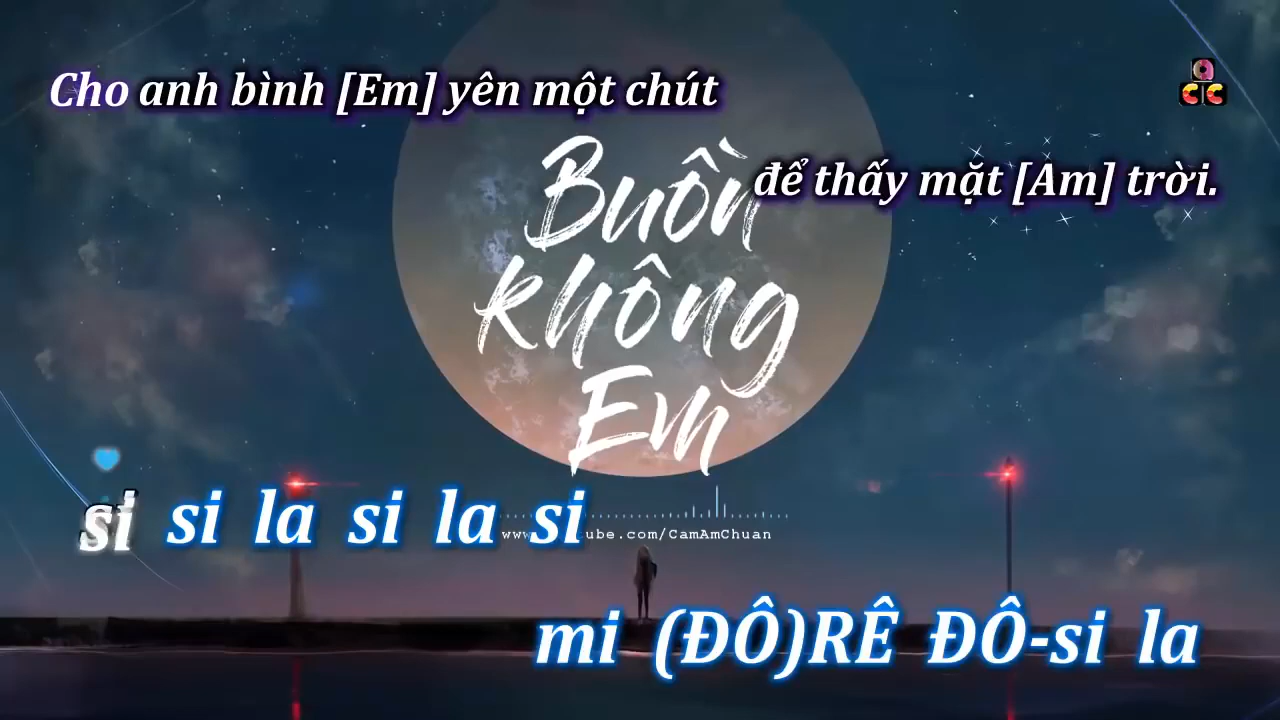 Cho anh bình [Em] yên một chút
để thấy mặt [Am] trời.
Buồn
không
Em
si si la si la si
www. ube.com/CamAmChuan
mi (ĐÔ)RÊ ĐÔ-si la